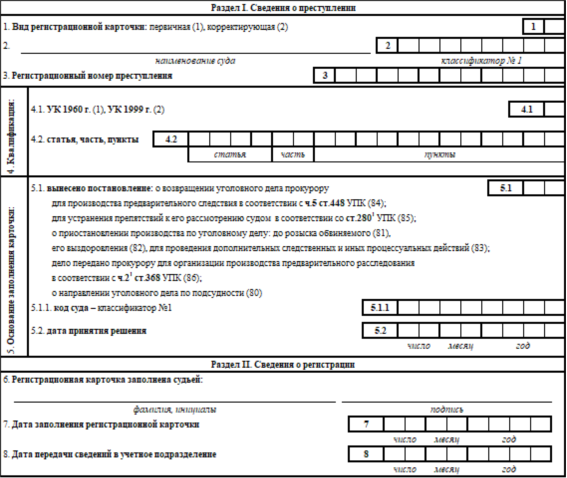 Раздел I. Сведения о преступлении
1. Вид регистрационной карточки: первичная (1), корректирующая (2) 1
2. 2
наименования суда классификатор № 1
3. Регистрационный номер преступления 3
4. Квалификация:
4.1. УК 1960 г. (1), УК 1999 г. (2) 4.1
4.2. статья, часть, пункты 4.2
статья часть пункты
5. Основание заполнения карточки:
5.1. вынесено постановление: о возвращении уголовного дела прокурору 5.1
для производства предварительного следствия в соответствии с ч.5 ст.448 УПК (84);
для устранения препятствий к его рассмотрению судом в соответствии со ст.280¹ УПК (85);
о приостановлении производства по уголовному делу: до розыска обвиняемого (81),
его выздоровления (82), для проведения дополнительных следственных и иных процессуальных действий (83);
дело передано прокурору для организации производства предварительного расследования
в соответствии с ч.2¹ ст.368 УПК (86);
о направлении уголовного дела по подсудности (80)
5.1.1. код суда – классификатор №1 5.1.1
5.2. дата принятия решения 5.2
число месяц год
Раздел II. Сведения о регистрации
6. Регистрационная карточка заполнена судьей:
фамилия, инициалы подпись
7. Дата заполнения регистрационной карточки 7
число месяц год
8. Дата передачи сведений в учетное подразделение 8
число месяц год